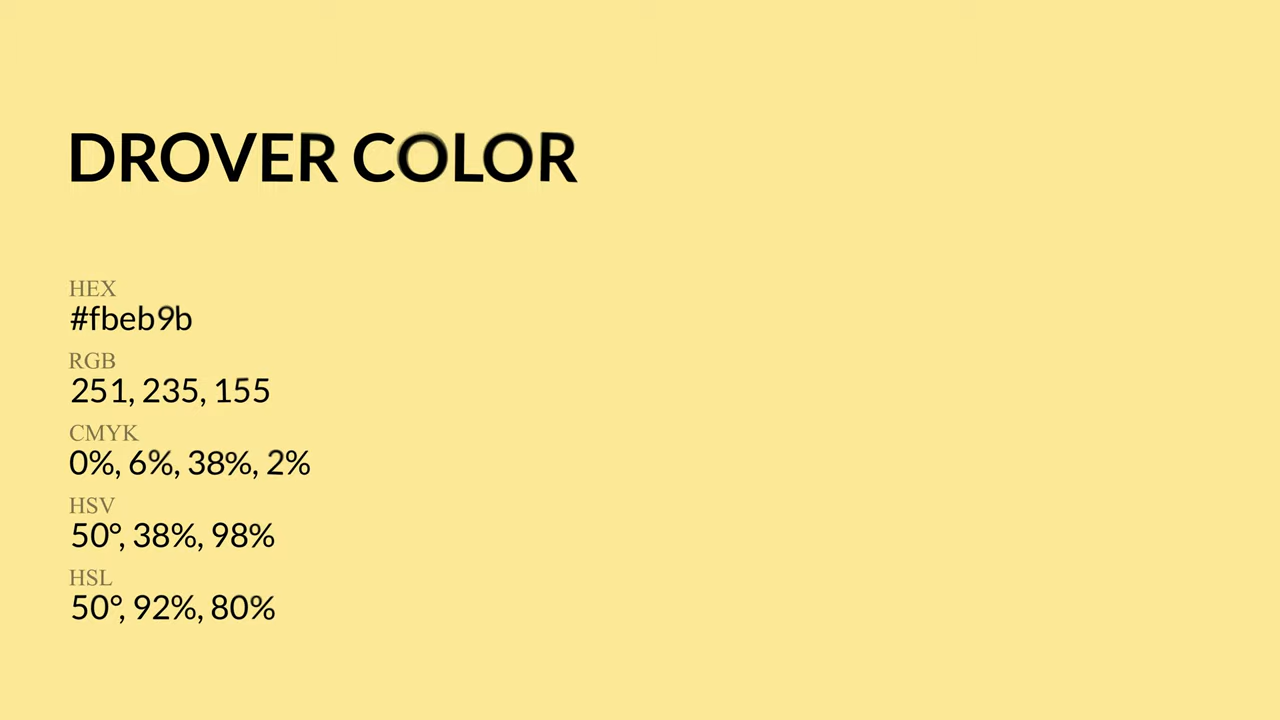 DROVER COLOR
HEX
#fbeb9b
RGB
251, 235, 155
CMYK
0%, 6%, 38%, 2%
HSV
50°, 38%, 98%
HSL
50°, 92%, 80%